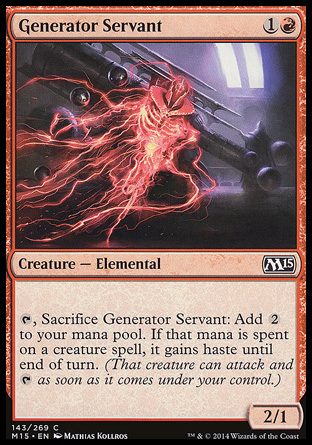 Generator Servant 1
Creature — Elemental M15
, Sacrifice Generator Servant: Add 2
to your mana pool. If that mana is spent
on a creature spell, it gains haste until
end of turn. (That creature can attack and
as soon as it comes under your control.)
2/1
143/269 C
M15 • EN Mathias Kollros ™ & © 2014 Wizards of the Coast